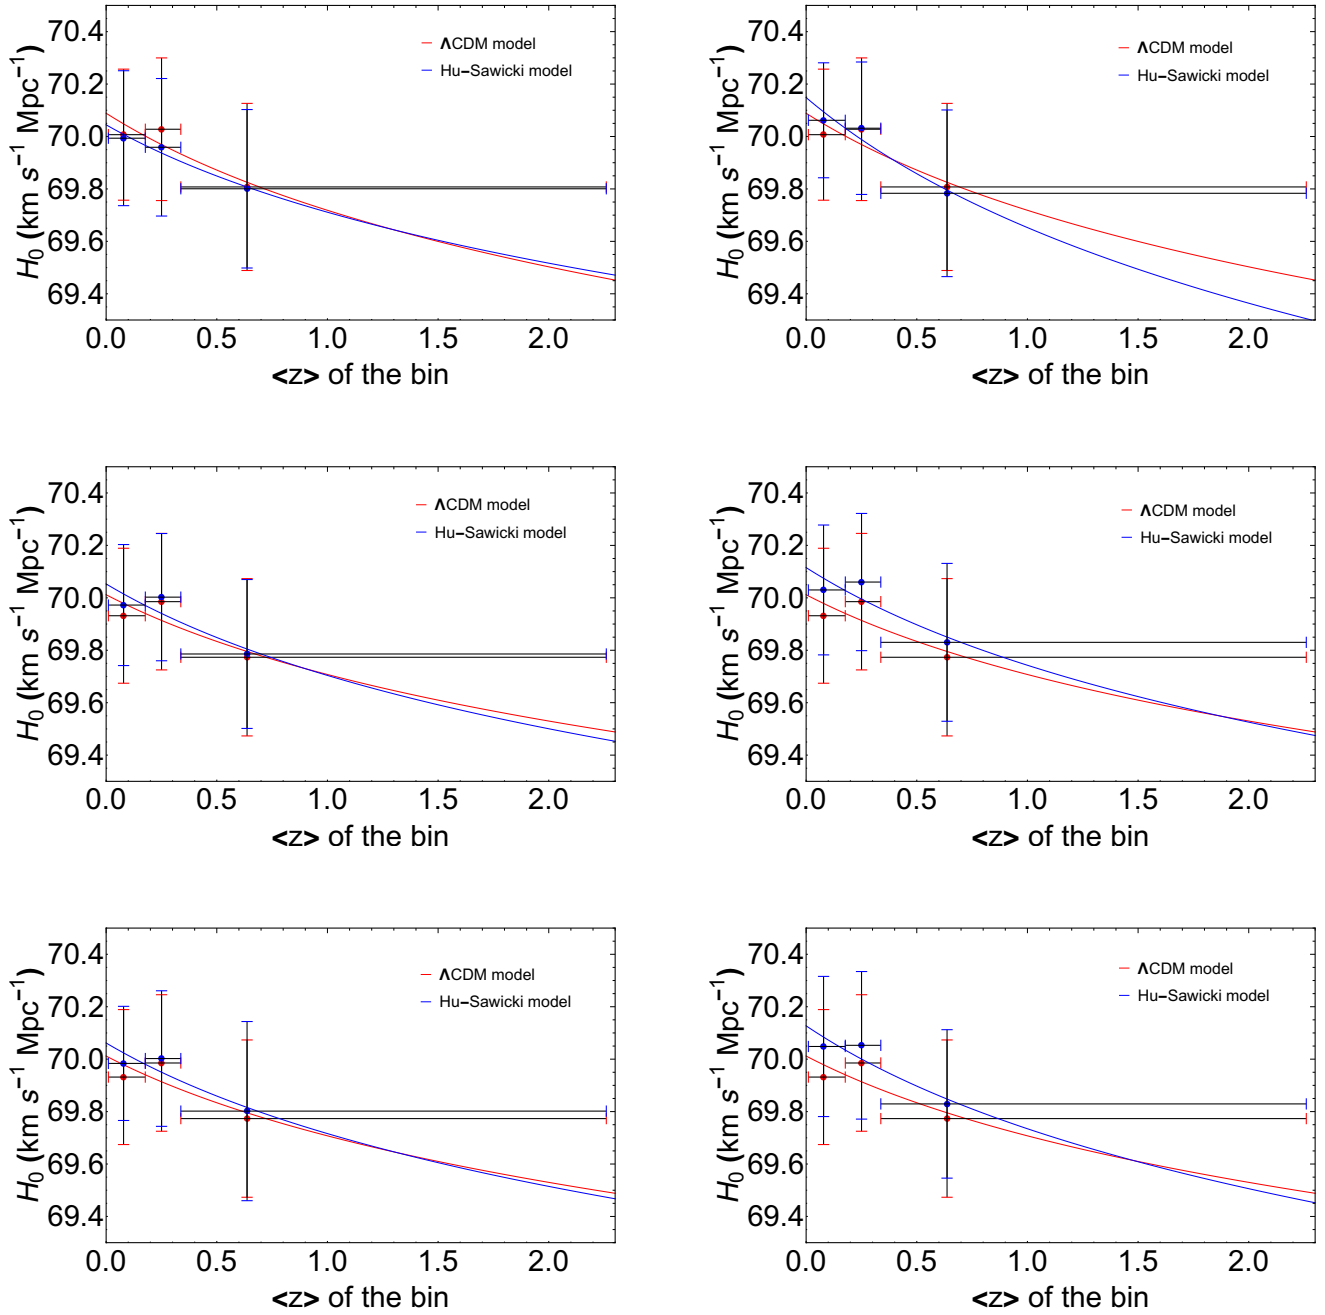 70.4
70.2
70.0
69.8
69.6
69.4
H₀ (km s⁻¹ Mpc⁻¹)
ΛCDM model
Hu-Sawicki model
0.0 0.5 1.0 1.5 2.0
<z> of the bin
70.4
70.2
70.0
69.8
69.6
69.4
H₀ (km s⁻¹ Mpc⁻¹)
ΛCDM model
Hu-Sawicki model
0.0 0.5 1.0 1.5 2.0
<z> of the bin
70.4
70.2
70.0
69.8
69.6
69.4
H₀ (km s⁻¹ Mpc⁻¹)
ΛCDM model
Hu-Sawicki model
0.0 0.5 1.0 1.5 2.0
<z> of the bin
70.4
70.2
70.0
69.8
69.6
69.4
H₀ (km s⁻¹ Mpc⁻¹)
ΛCDM model
Hu-Sawicki model
0.0 0.5 1.0 1.5 2.0
<z> of the bin
70.4
70.2
70.0
69.8
69.6
69.4
H₀ (km s⁻¹ Mpc⁻¹)
ΛCDM model
Hu-Sawicki model
0.0 0.5 1.0 1.5 2.0
<z> of the bin
70.4
70.2
70.0
69.8
69.6
69.4
H₀ (km s⁻¹ Mpc⁻¹)
ΛCDM model
Hu-Sawicki model
0.0 0.5 1.0 1.5 2.0
<z> of the bin